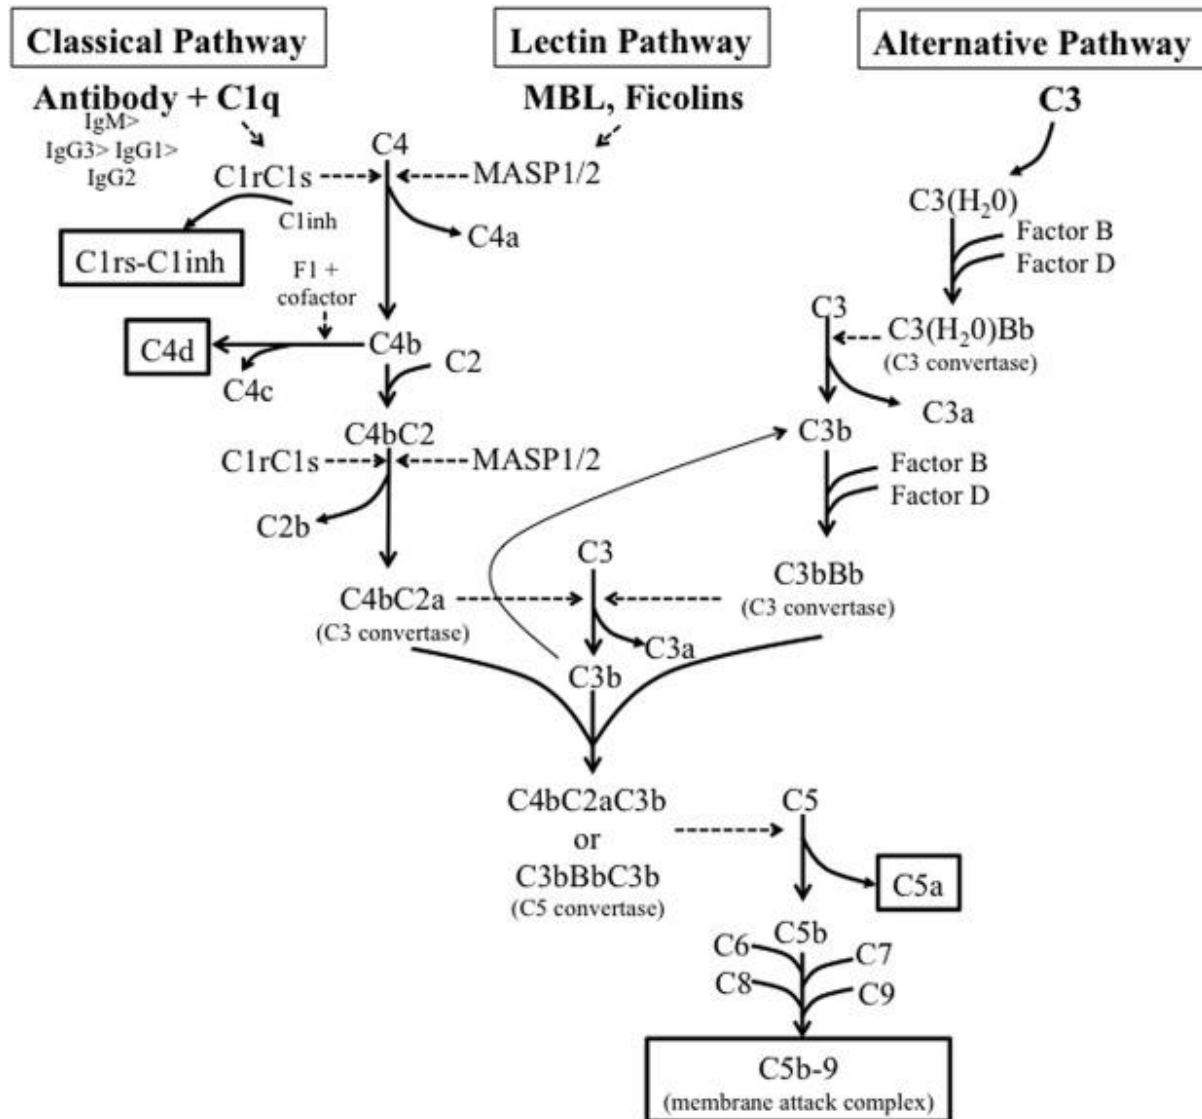 Classical Pathway
Lectin Pathway
Alternative Pathway
Antibody + C1q
MBL, Ficolins
C3
IgM>
IgG3> IgG1>
IgG2
C4
C1rC1s
MASP1/2
C1inh
C4a
C1rs-C1inh
F1 +
cofactor
C3(H₂0)
Factor B
Factor D
C4d
C4b
C4c
C2
C3
C3(H₂0)Bb
(C3 convertase)
C3a
C4bC2
C3b
C1rC1s
MASP1/2
Factor B
Factor D
C2b
C3
C4bC2a
(C3 convertase)
C3bBb
(C3 convertase)
C3a
C3b
C4bC2aC3b
or
C3bBbC3b
(C5 convertase)
C5
C5a
C5b
C6
C7
C8
C9
C5b-9
(membrane attack complex)